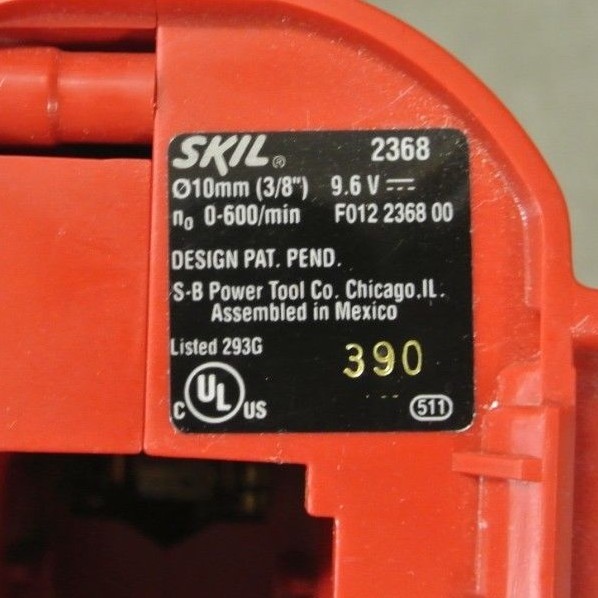 SKIL® 2368
Ø10mm (3/8") 9.6 V ⎓
n₀ 0-600/min F012 2368 00
DESIGN PAT. PEND.
S-B Power Tool Co. Chicago, IL.
Assembled in Mexico
Listed 293G
390
C UL US
511